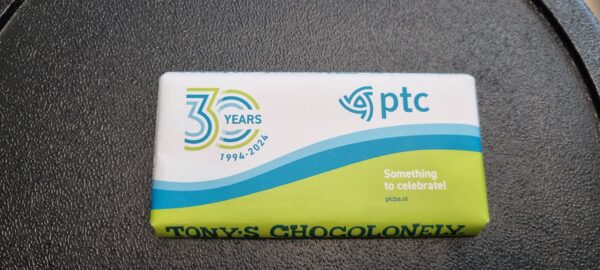 30
YEARS
1994-2024
ptc
Something
to celebrate!
ptcbs.nl
TONY'S CHOCOLONELY